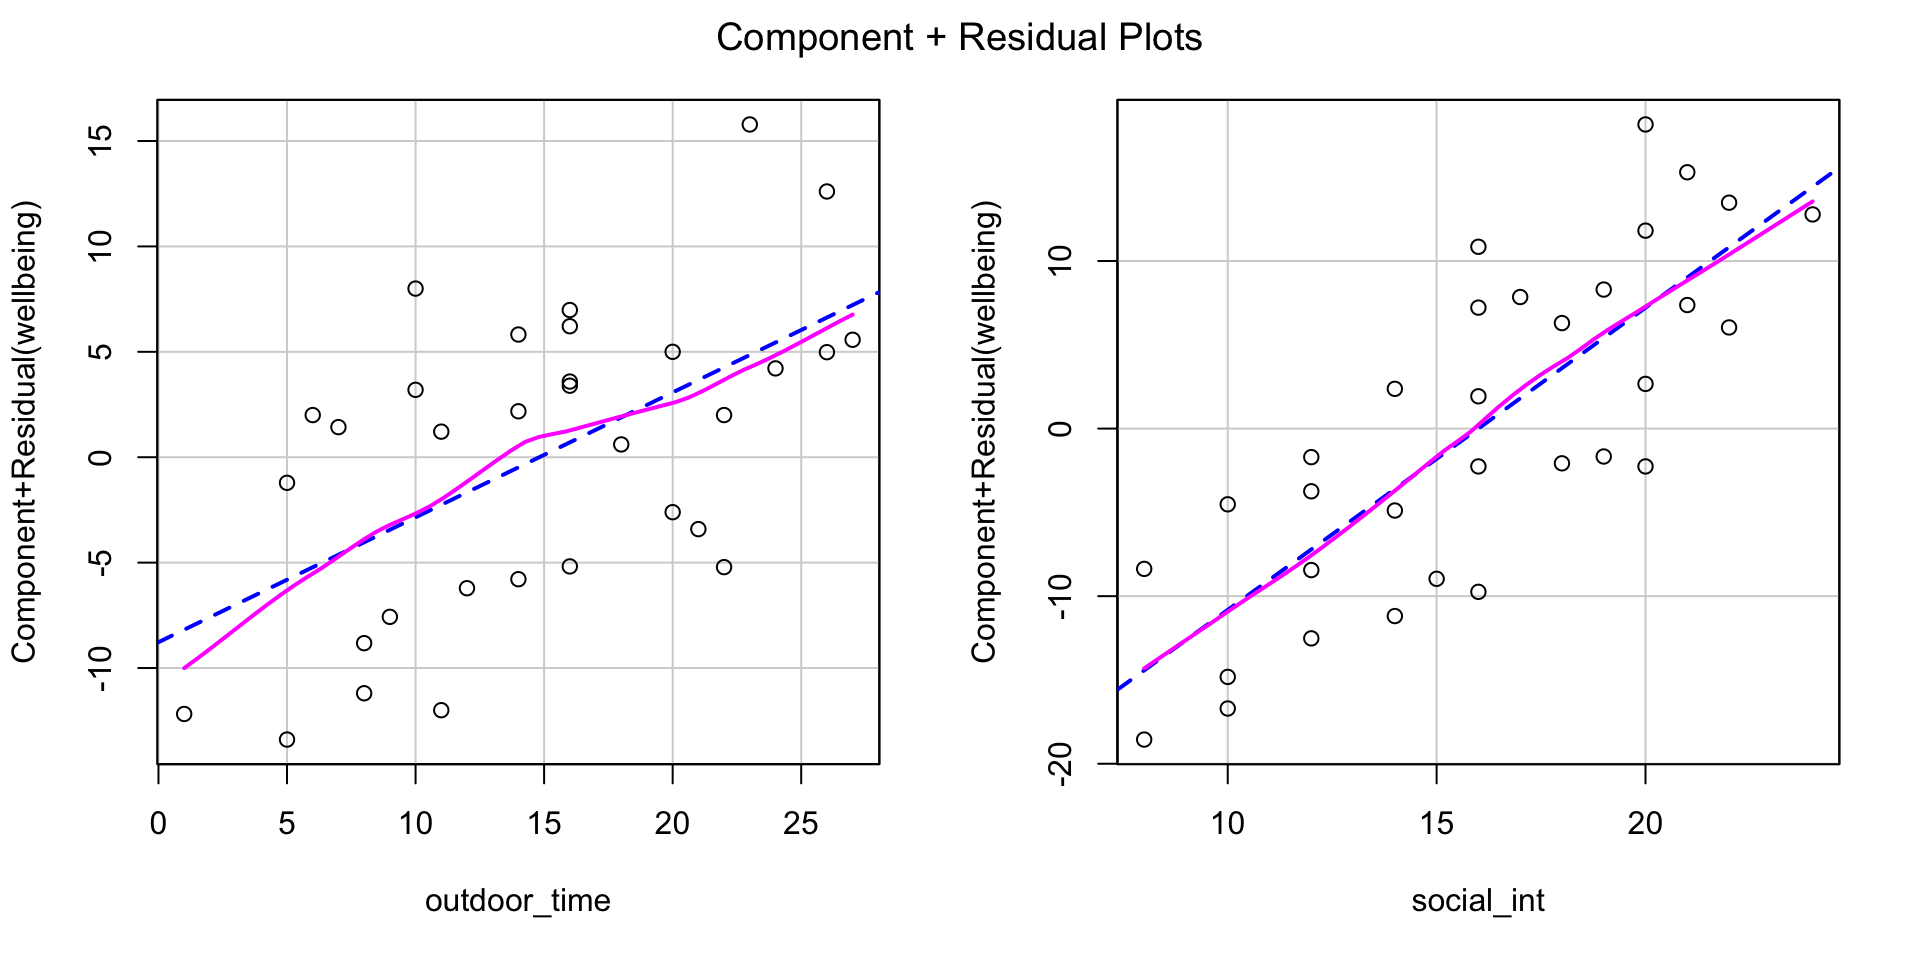 Component + Residual Plots
Component+Residual(wellbeing)
15
10
5
0
-5
-10
0 5 10 15 20 25
outdoor_time
Component+Residual(wellbeing)
10
0
-10
-20
10 15 20
social_int